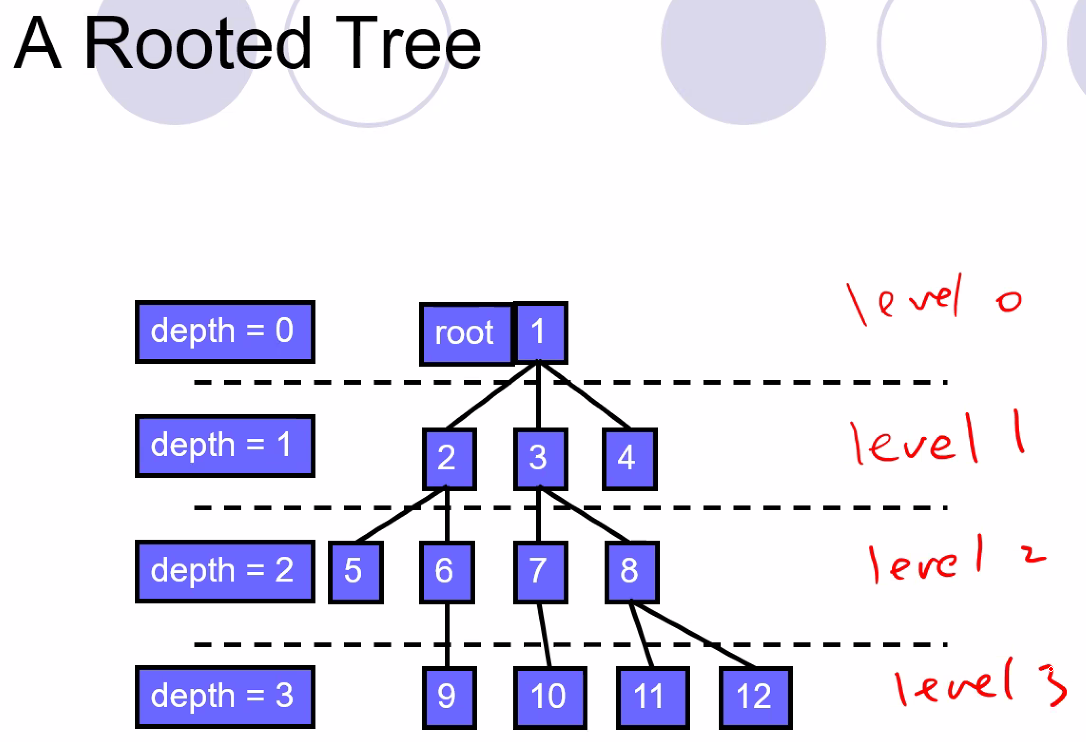 A Rooted Tree
depth = 0 root 1 level 0
depth = 1 2 3 4 level 1
depth = 2 5 6 7 8 level 2
depth = 3 9 10 11 12 level 3